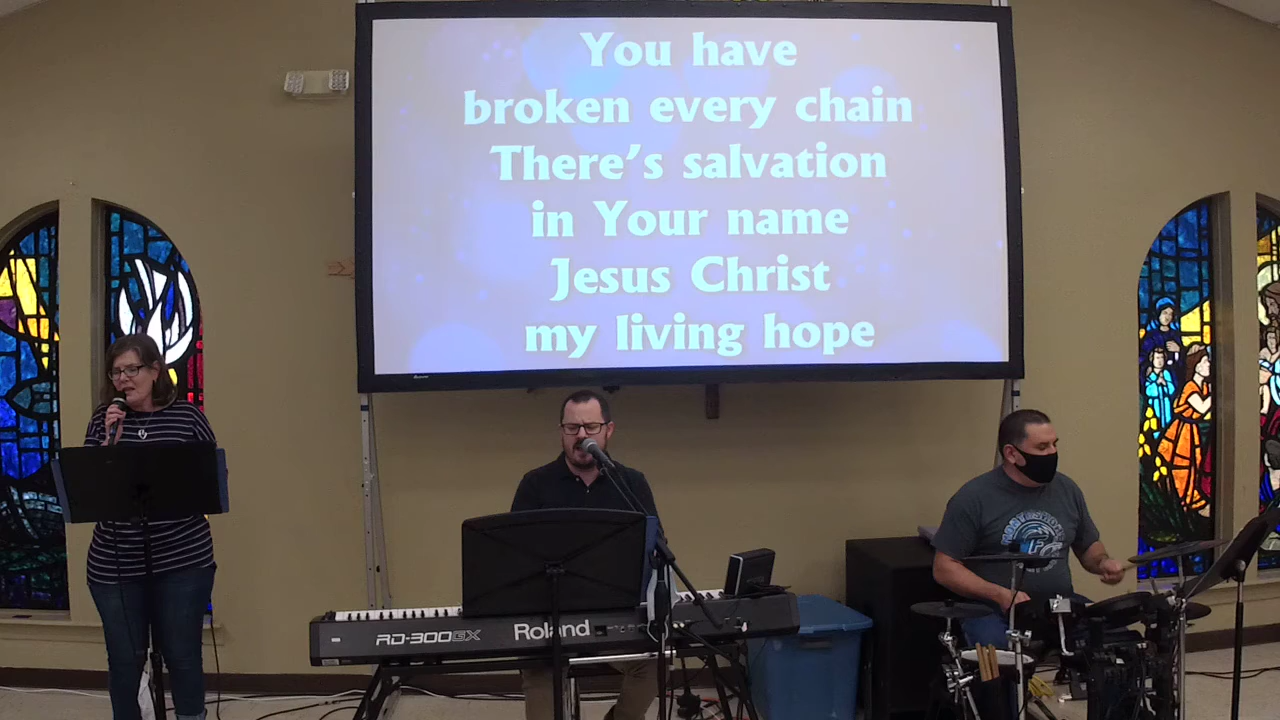 You have
broken every chain
There's salvation
in Your name
Jesus Christ
my living hope
RD-300GX
Roland